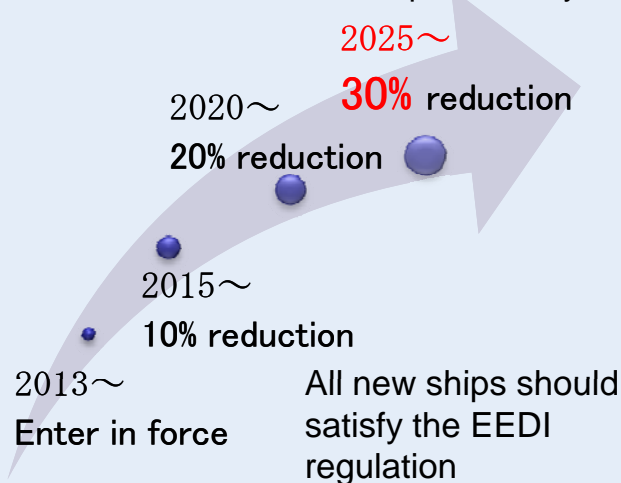 2025～
30% reduction
2020～
20% reduction
2015～
10% reduction
2013～
Enter in force
All new ships should
satisfy the EEDI
regulation